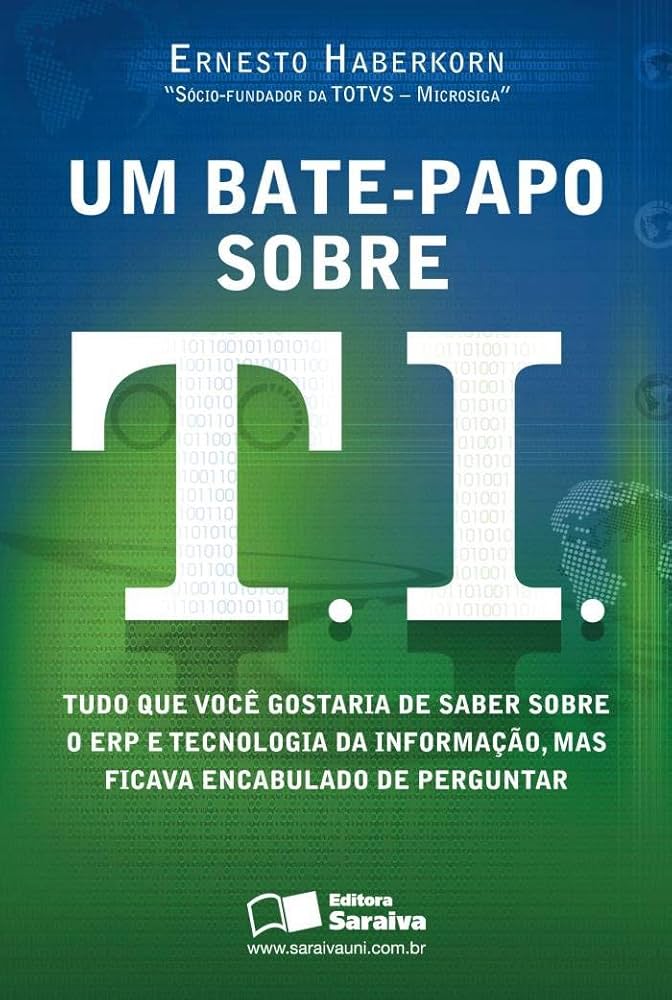 ERNESTO HABERKORN
"SÓCIO-FUNDADOR DA TOTVS – MICROSIGA"
UM BATE-PAPO
SOBRE
T.I.
TUDO QUE VOCÊ GOSTARIA DE SABER SOBRE
O ERP E TECNOLOGIA DA INFORMAÇÃO, MAS
FICAVA ENCABULADO DE PERGUNTAR
Editora
Saraiva
www.saraivauni.com.br